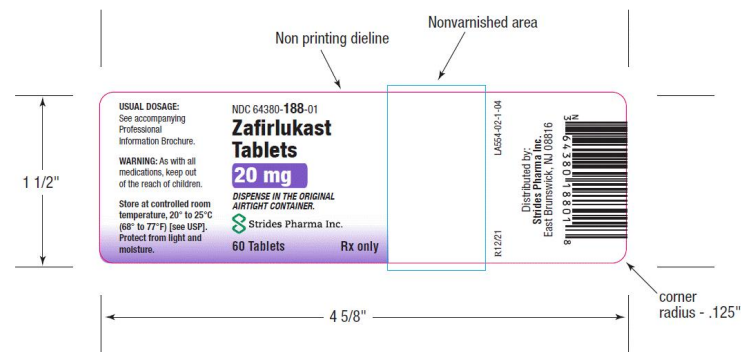 Non printing dieline
Nonvarnished area
1 1/2"
USUAL DOSAGE:
See accompanying
Professional
Information Brochure.
WARNING: As with all
medications, keep out
of the reach of children.
Store at controlled room
temperature, 20° to 25°C
(68° to 77°F) [see USP].
Protect from light and
moisture.
NDC 64380-188-01
Zafirlukast
Tablets
20 mg
DISPENSE IN THE ORIGINAL
AIRTIGHT CONTAINER.
Strides Pharma Inc.
60 Tablets Rx only
LA554-02-1-04
R12/21
Distributed by:
Strides Pharma Inc.
East Brunswick, NJ 08816
N
3 64380 18801 8
corner
radius - .125"
4 5/8"